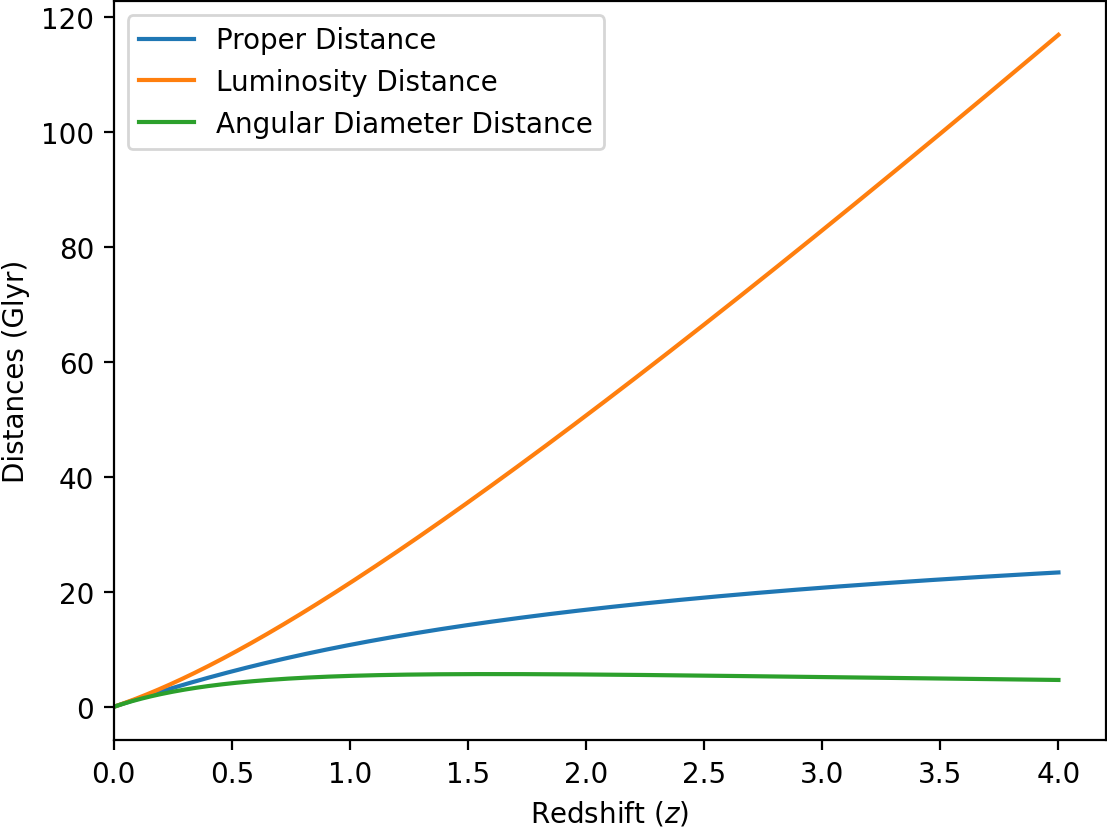 Proper Distance
Luminosity Distance
Angular Diameter Distance
Distances (Glyr)
120
100
80
60
40
20
0
0.0 0.5 1.0 1.5 2.0 2.5 3.0 3.5 4.0
Redshift (z)